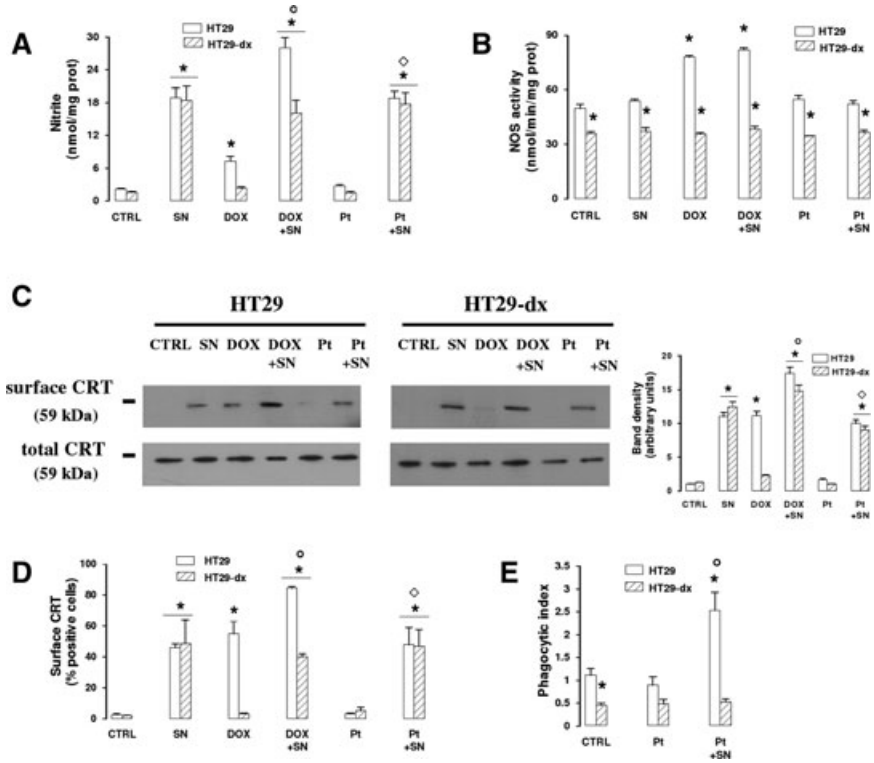 A
HT29
HT29-dx
Nitrite
(nmol/mg prot)
30
24
18
12
6
0
CTRL SN DOX DOX Pt Pt
+SN +SN
B
HT29
HT29-dx
NOS activity
(nmol/min/mg prot)
90
60
30
0
CTRL SN DOX DOX Pt Pt
+SN +SN
C
HT29 HT29-dx
CTRL SN DOX DOX Pt Pt CTRL SN DOX DOX Pt Pt
+SN +SN +SN +SN
surface CRT
(59 kDa)
total CRT
(59 kDa)
HT29
HT29-dx
Band density
(arbitrary units)
20
15
10
5
0
CTRL SN DOX DOX Pt Pt
+SN +SN
D
HT29
HT29-dx
Surface CRT
(% positive cells)
100
80
60
40
20
0
CTRL SN DOX DOX Pt Pt
+SN +SN
E
HT29
HT29-dx
Phagocytic index
3.5
3
2.5
2
1.5
1
0.5
0
CTRL Pt Pt
+SN